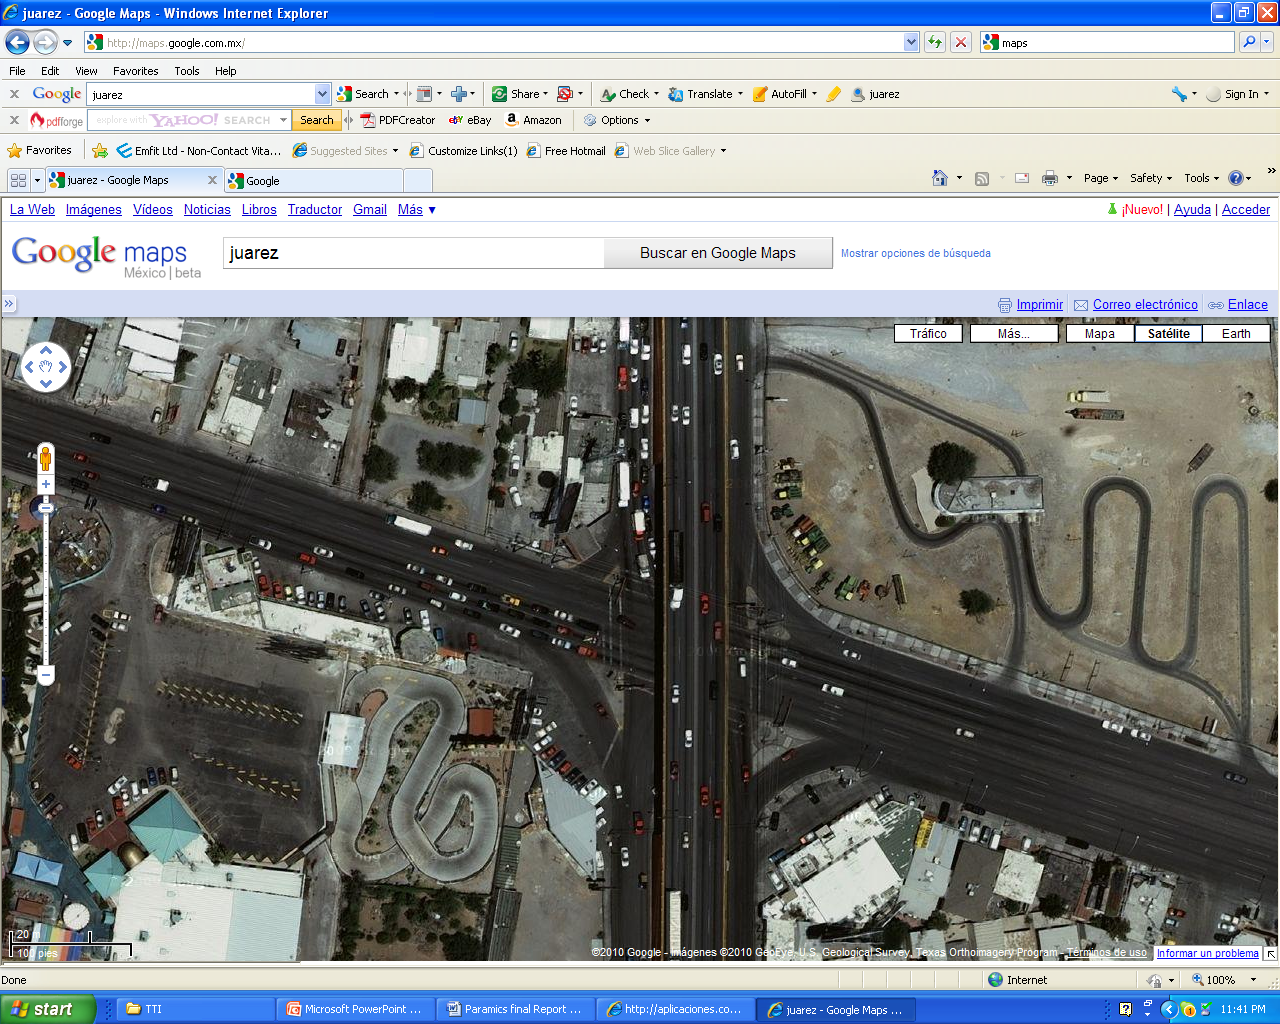 juarez - Google Maps - Windows Internet Explorer
http://maps.google.com.mx/
maps
File Edit View Favorites Tools Help
Google juarez Search Share Check Translate AutoFill juarez Sign In
pdfforge explore with YAHOO! SEARCH Search PDFCreator eBay Amazon Options
Favorites Emfit Ltd - Non-Contact Vita... Suggested Sites Customize Links(1) Free Hotmail Web Slice Gallery
juarez - Google Maps Google Page Safety Tools
La Web Imágenes Vídeos Noticias Libros Traductor Gmail Más ▼ ¡Nuevo! | Ayuda | Acceder
Google maps juarez Buscar en Google Maps Mostrar opciones de búsqueda
México | beta
Imprimir Correo electrónico Enlace
Tráfico Más... Mapa Satélite Earth
20 m
100 pies
©2010 Google - Imágenes ©2010 GeoEye, U.S. Geological Survey, Texas Orthoimagery Program - Términos de uso Informar un problema
Done Internet 100%
start TTI Microsoft PowerPoint ... Paramics final Report ... http://aplicaciones.co... juarez - Google Maps ... 11:41 PM